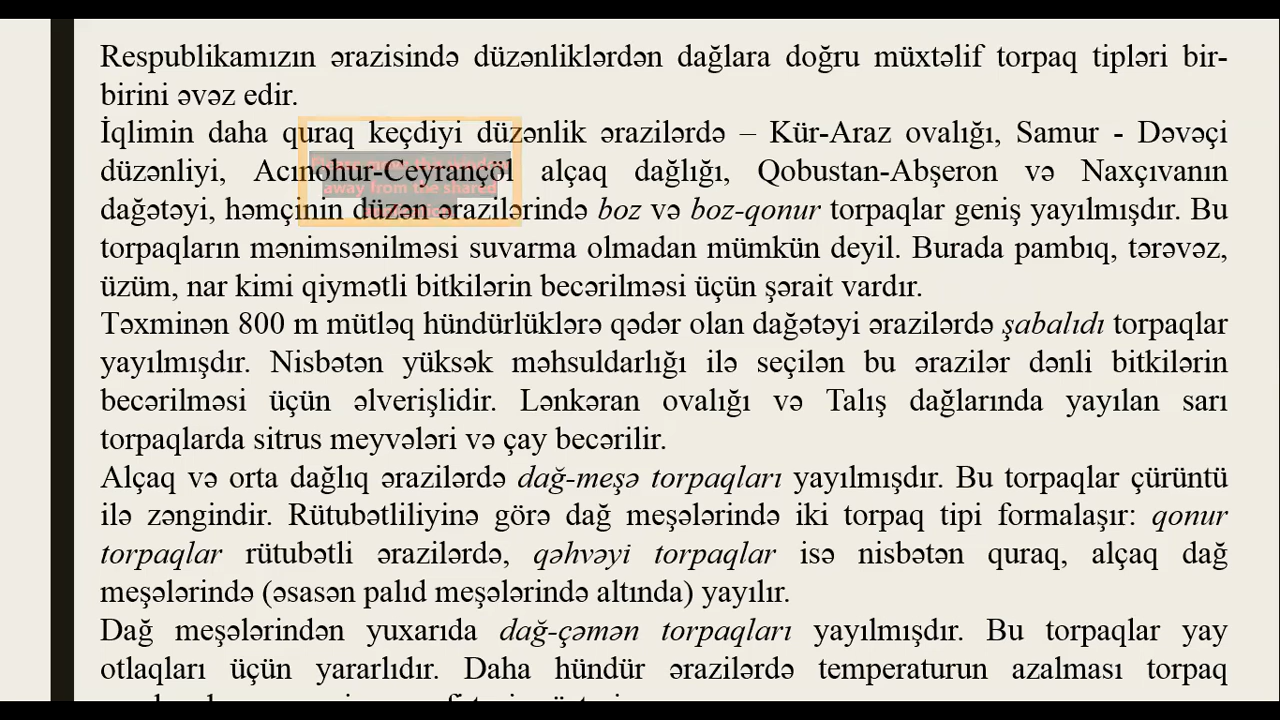 Respublikamızın ərazisində düzənliklərdən dağlara doğru müxtəlif torpaq tipləri bir-
birini əvəz edir.
İqlimin daha quraq keçdiyi düzənlik ərazilərdə – Kür-Araz ovalığı, Samur - Dəvəçi
düzənliyi, Acınohur-Ceyrançöl alçaq dağlığı, Qobustan-Abşeron və Naxçıvanın
away from the shared
dağətəyi, həmçinin düzən ərazilərində boz və boz-qonur torpaqlar geniş yayılmışdır. Bu
torpaqların mənimsənilməsi suvarma olmadan mümkün deyil. Burada pambıq, tərəvəz,
üzüm, nar kimi qiymətli bitkilərin becərilməsi üçün şərait vardır.
Təxminən 800 m mütləq hündürlüklərə qədər olan dağətəyi ərazilərdə şabalıdı torpaqlar
yayılmışdır. Nisbətən yüksək məhsuldarlığı ilə seçilən bu ərazilər dənli bitkilərin
becərilməsi üçün əlverişlidir. Lənkəran ovalığı və Talış dağlarında yayılan sarı
torpaqlarda sitrus meyvələri və çay becərilir.
Alçaq və orta dağlıq ərazilərdə dağ-meşə torpaqları yayılmışdır. Bu torpaqlar çürüntü
ilə zəngindir. Rütubətliliyinə görə dağ meşələrində iki torpaq tipi formalaşır: qonur
torpaqlar rütubətli ərazilərdə, qəhvəyi torpaqlar isə nisbətən quraq, alçaq dağ
meşələrində (əsasən palıd meşələrində altında) yayılır.
Dağ meşələrindən yuxarıda dağ-çəmən torpaqları yayılmışdır. Bu torpaqlar yay
otlaqları üçün yararlıdır. Daha hündür ərazilərdə temperaturun azalması torpaq